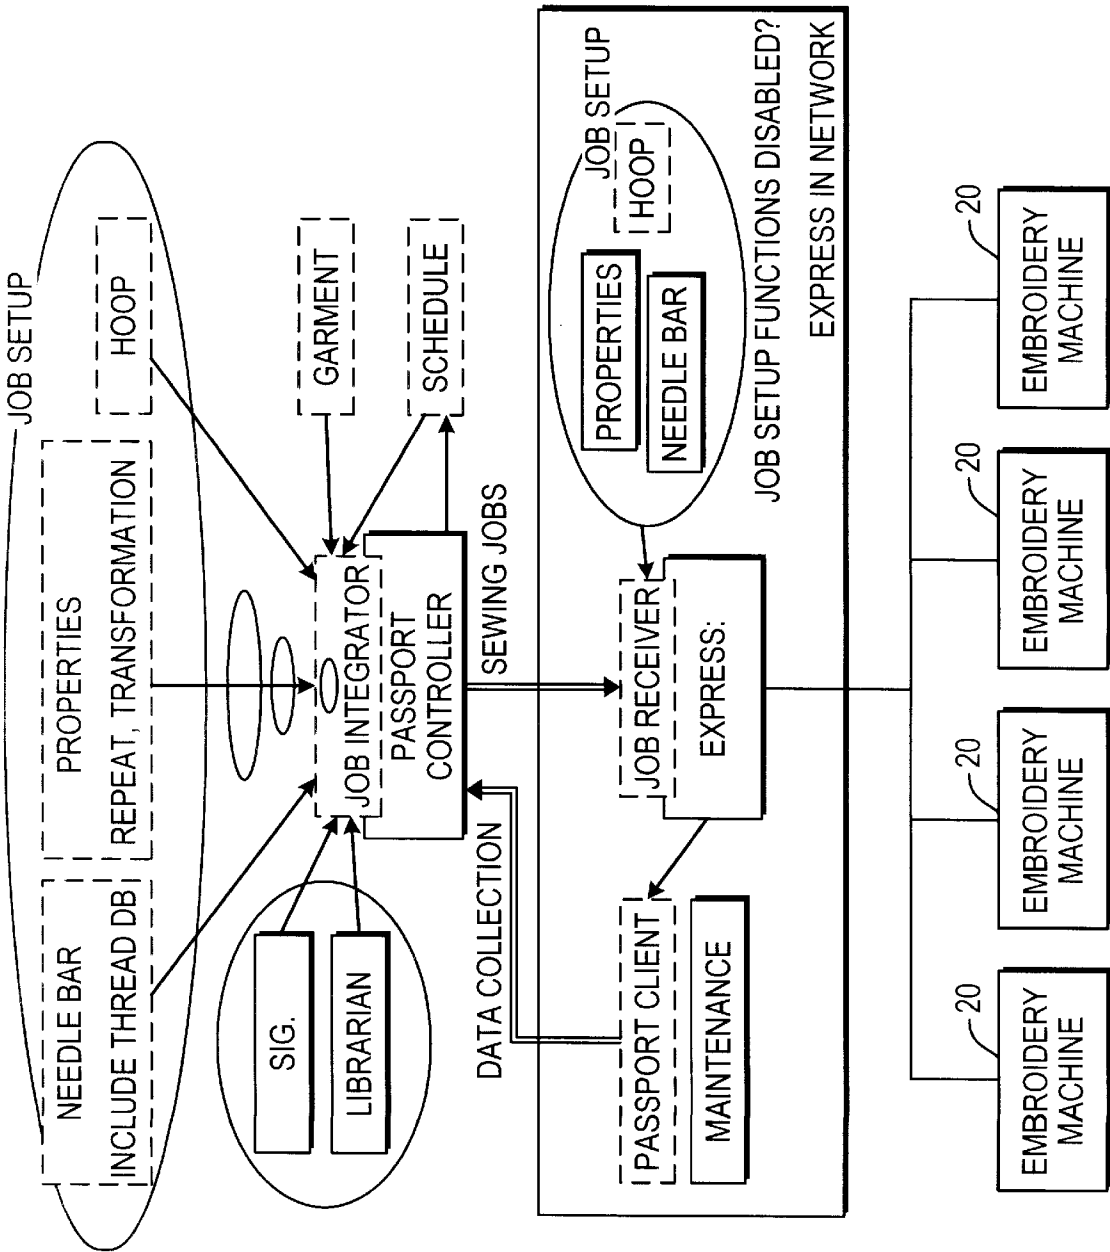 JOB SETUP
NEEDLE BAR
INCLUDE THREAD DB
PROPERTIES
REPEAT, TRANSFORMATION
HOOP
SIG.
LIBRARIAN
JOB INTEGRATOR
PASSPORT
CONTROLLER
GARMENT
SCHEDULE
DATA COLLECTION
SEWING JOBS
PASSPORT CLIENT
MAINTENANCE
JOB RECEIVER
EXPRESS:
JOB SETUP
PROPERTIES
HOOP
NEEDLE BAR
JOB SETUP FUNCTIONS DISABLED?
EXPRESS IN NETWORK
20
EMBROIDERY
MACHINE
20
EMBROIDERY
MACHINE
20
EMBROIDERY
MACHINE
20
EMBROIDERY
MACHINE